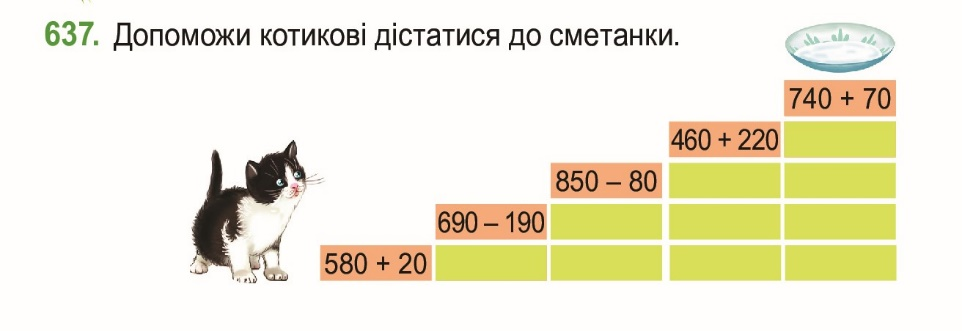 637. Допоможи котикові дістатися до сметанки.
740 + 70
460 + 220
850 – 80
690 – 190
580 + 20